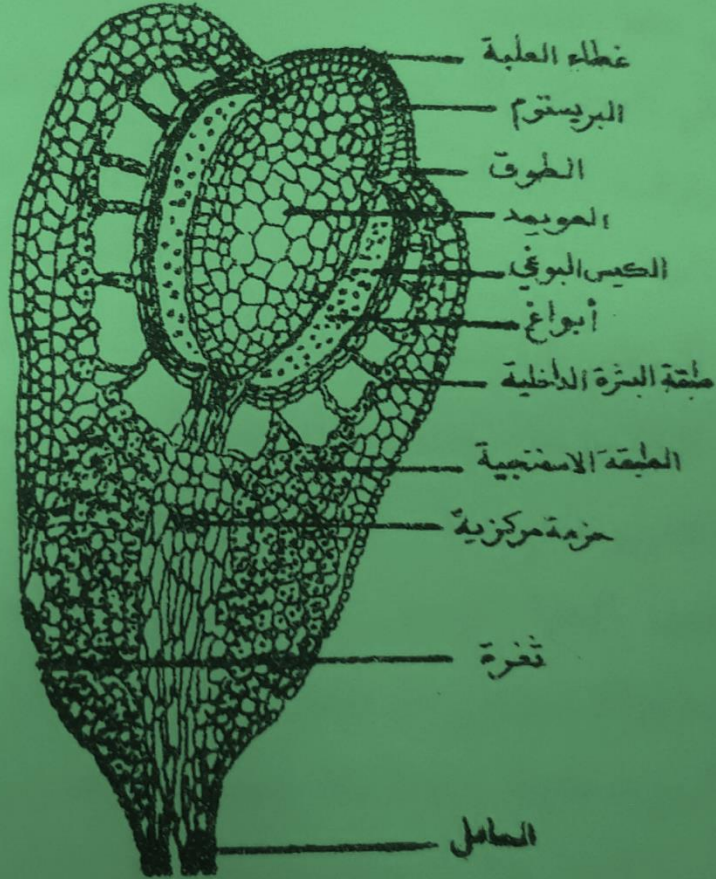 غطاء العلبة
البريستوم
الطوق
العويمد
الكيس البوغي
أبواغ
طبقة البشرة الداخلية
الطبقة الاسفنجية
حزمة مركزية
ثغرة
الحامل